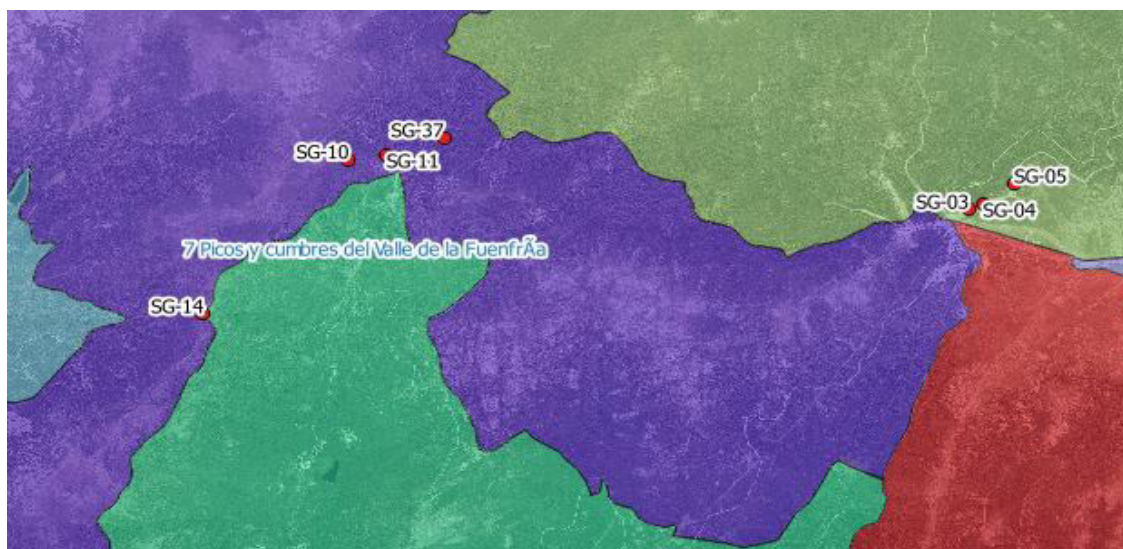 SG-37
SG-10
SG-11
SG-05
SG-03
SG-04
7 Picos y cumbres del Valle de la FuenfrÃa
SG-14